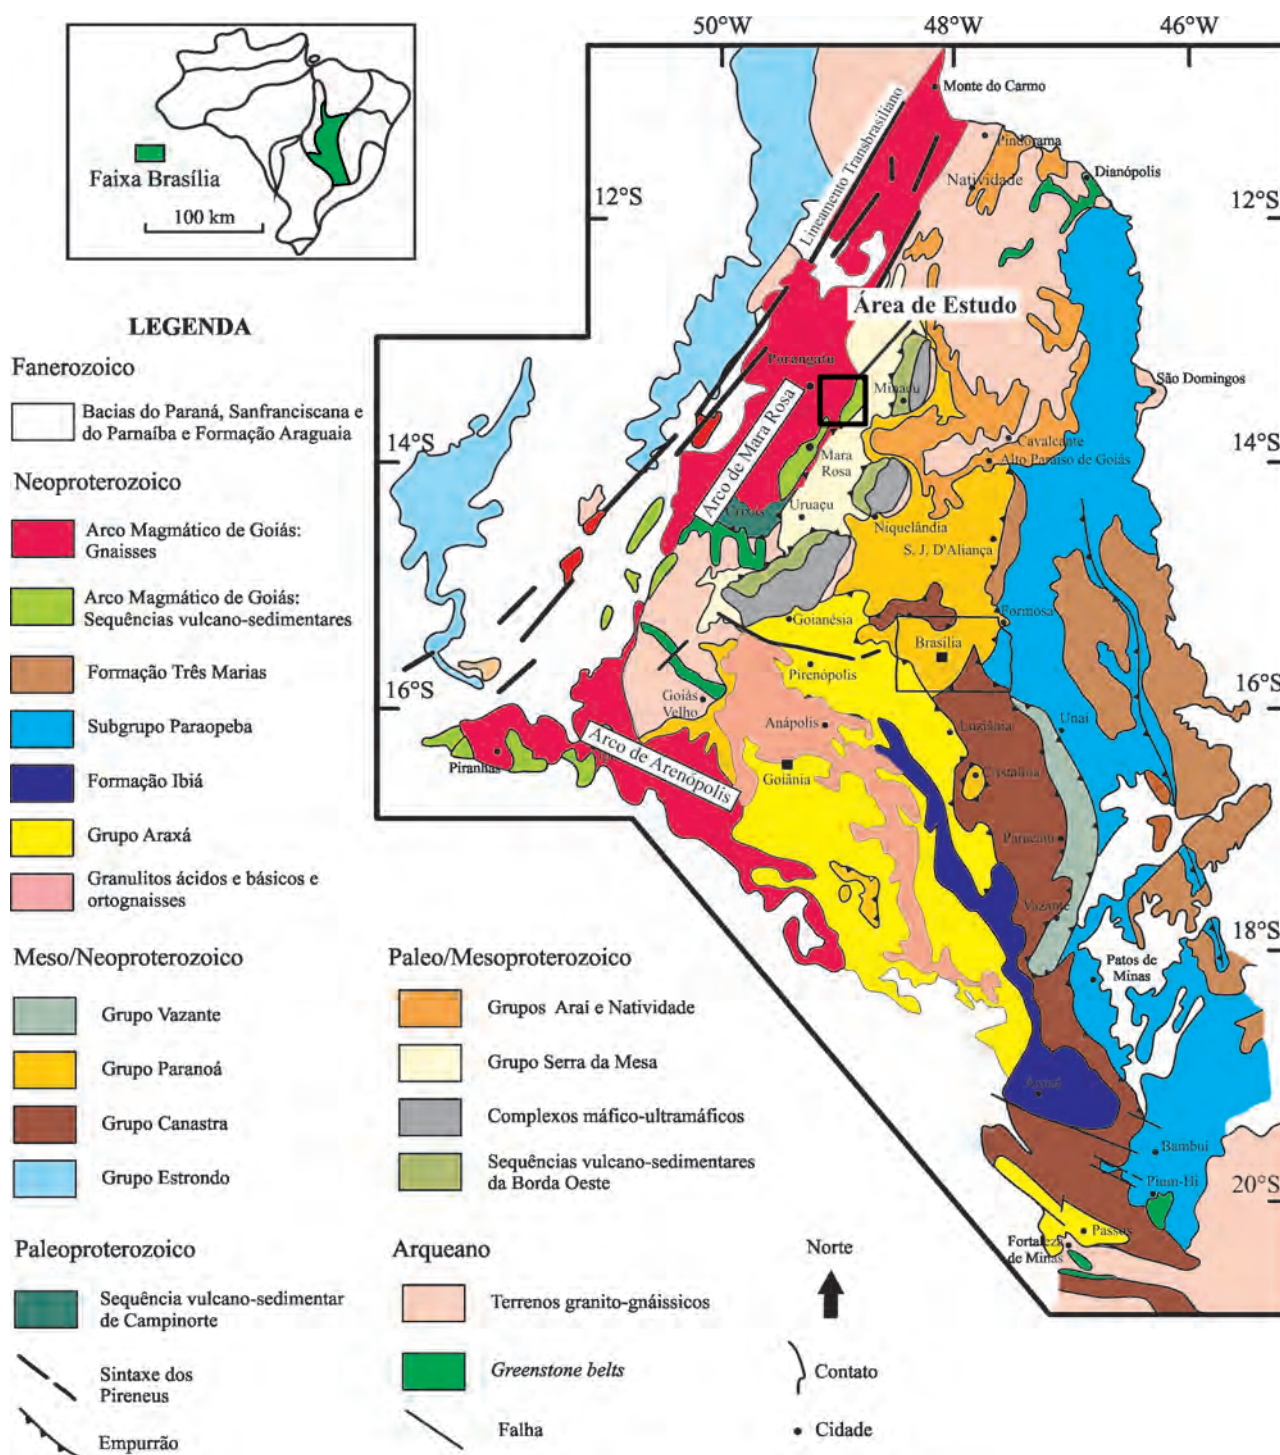 50°W
48°W
46°W
Faixa Brasília
100 km
Monte do Carmo
Lineamento Transbrasiliano
Pindorama
Natividade
Dianópolis
12°S
12°S
Área de Estudo
LEGENDA
Fanerozoico
Bacias do Paraná, Sanfranciscana e
do Parnaíba e Formação Araguaia
Porangatu
Minaçu
São Domingos
14°S
14°S
Arco de Mara Rosa
Cavalcante
Alto Paraíso de Goiás
Mara
Rosa
Neoproterozoico
Arco Magmático de Goiás:
Gnaisses
Crixás
Uruaçu
Niquelândia
S. J. D'Aliança
Arco Magmático de Goiás:
Sequências vulcano-sedimentares
Goianésia
Formosa
Brasília
Formação Três Marias
Pirenópolis
16°S
16°S
Goiás
Velho
Subgrupo Paraopeba
Anápolis
Luziânia
Unaí
Arco de Arenópolis
Piranhas
Goiânia
Cristalina
Formação Ibiá
Grupo Araxá
Paracatu
Granulitos ácidos e básicos e
ortognaisses
Vazante
18°S
Patos de
Minas
Meso/Neoproterozoico
Grupo Vazante
Grupo Paranoá
Grupo Canastra
Grupo Estrondo
Paleo/Mesoproterozoico
Grupos Araí e Natividade
Grupo Serra da Mesa
Complexos máfico-ultramáficos
Sequências vulcano-sedimentares
da Borda Oeste
Araxá
Bambuí
Pium-Hi
20°S
Passos
Fortaleza
de Minas
Paleoproterozoico
Sequência vulcano-sedimentar
de Campinorte
Sintaxe dos
Pireneus
Empurrão
Arqueano
Terrenos granito-gnáissicos
Greenstone belts
Falha
Norte
Contato
Cidade